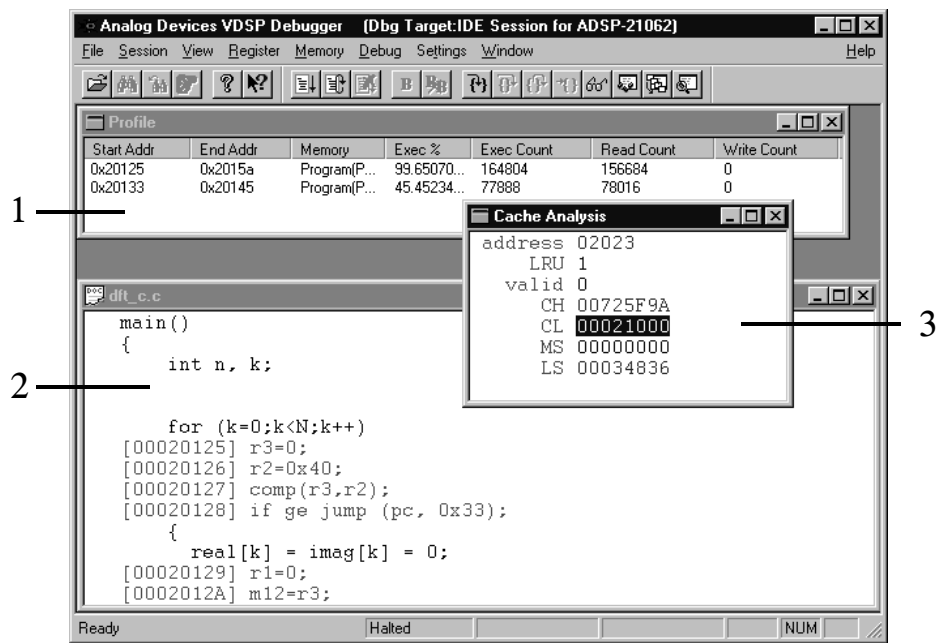 Analog Devices VDSP Debugger (Dbg Target:IDE Session for ADSP-21062)
File Session View Register Memory Debug Settings Window Help
B
Profile
Start Addr End Addr Memory Exec % Exec Count Read Count Write Count
0x20125 0x2015a Program(P... 99.65070... 164804 156684 0
0x20133 0x20145 Program(P... 45.45234... 77888 78016 0
1
Cache Analysis
address 02023
LRU 1
valid 0
CH 00725F9A
CL 00021000
MS 00000000
LS 00034836
3
dft_c.c
main()
{
int n, k;
2
for (k=0;k<N;k++)
[00020125] r3=0;
[00020126] r2=0x40;
[00020127] comp(r3,r2);
[00020128] if ge jump (pc, 0x33);
{
real[k] = imag[k] = 0;
[00020129] r1=0;
[0002012A] m12=r3;
Ready Halted NUM